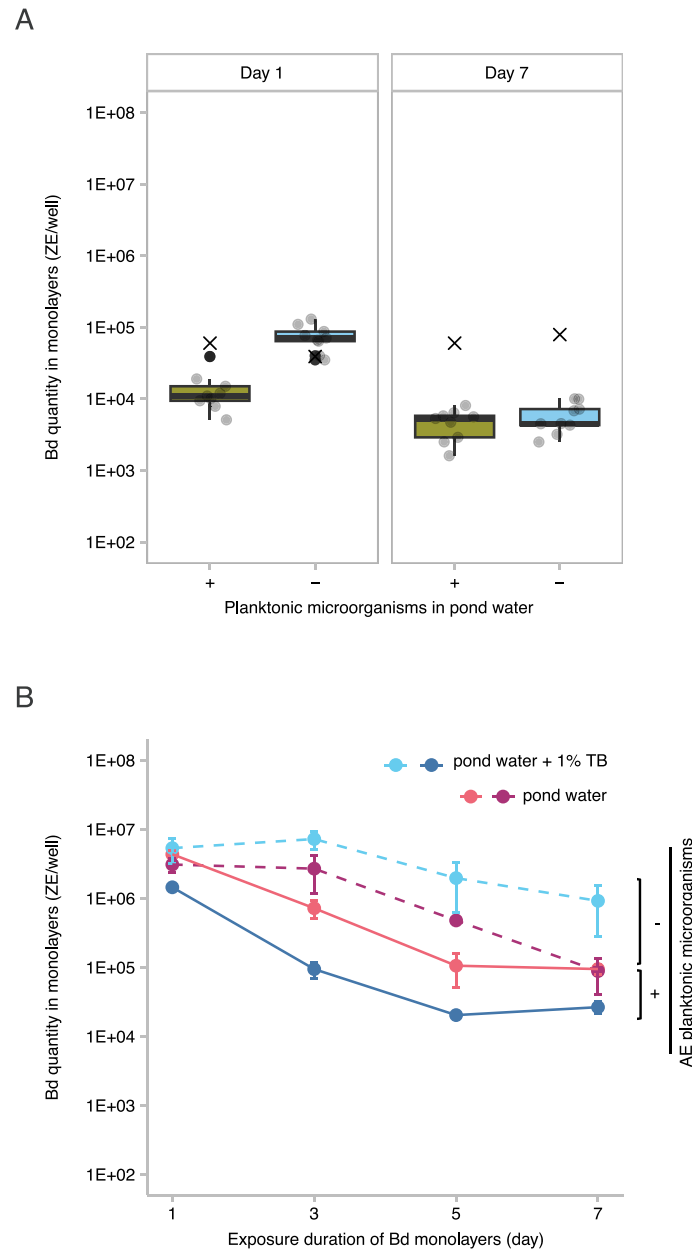 A
Day 1
Day 7
1E+08
1E+07
1E+06
1E+05
1E+04
1E+03
1E+02
Bd quantity in monolayers (ZE/well)
+
−
+
−
Planktonic microorganisms in pond water
B
pond water + 1% TB
pond water
1E+08
1E+07
1E+06
1E+05
1E+04
1E+03
1E+02
Bd quantity in monolayers (ZE/well)
-
+
AE planktonic microorganisms
1
3
5
7
Exposure duration of Bd monolayers (day)